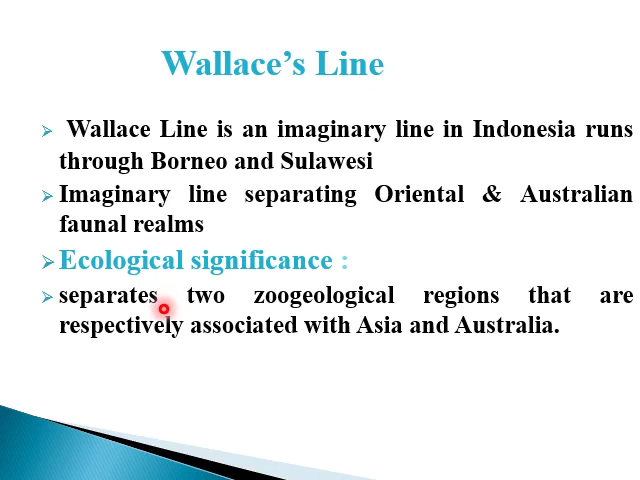 Wallace’s Line
Wallace Line is an imaginary line in Indonesia runs
through Borneo and Sulawesi
Imaginary line separating Oriental & Australian
faunal realms
Ecological significance :
separates two zoogeological regions that are
respectively associated with Asia and Australia.